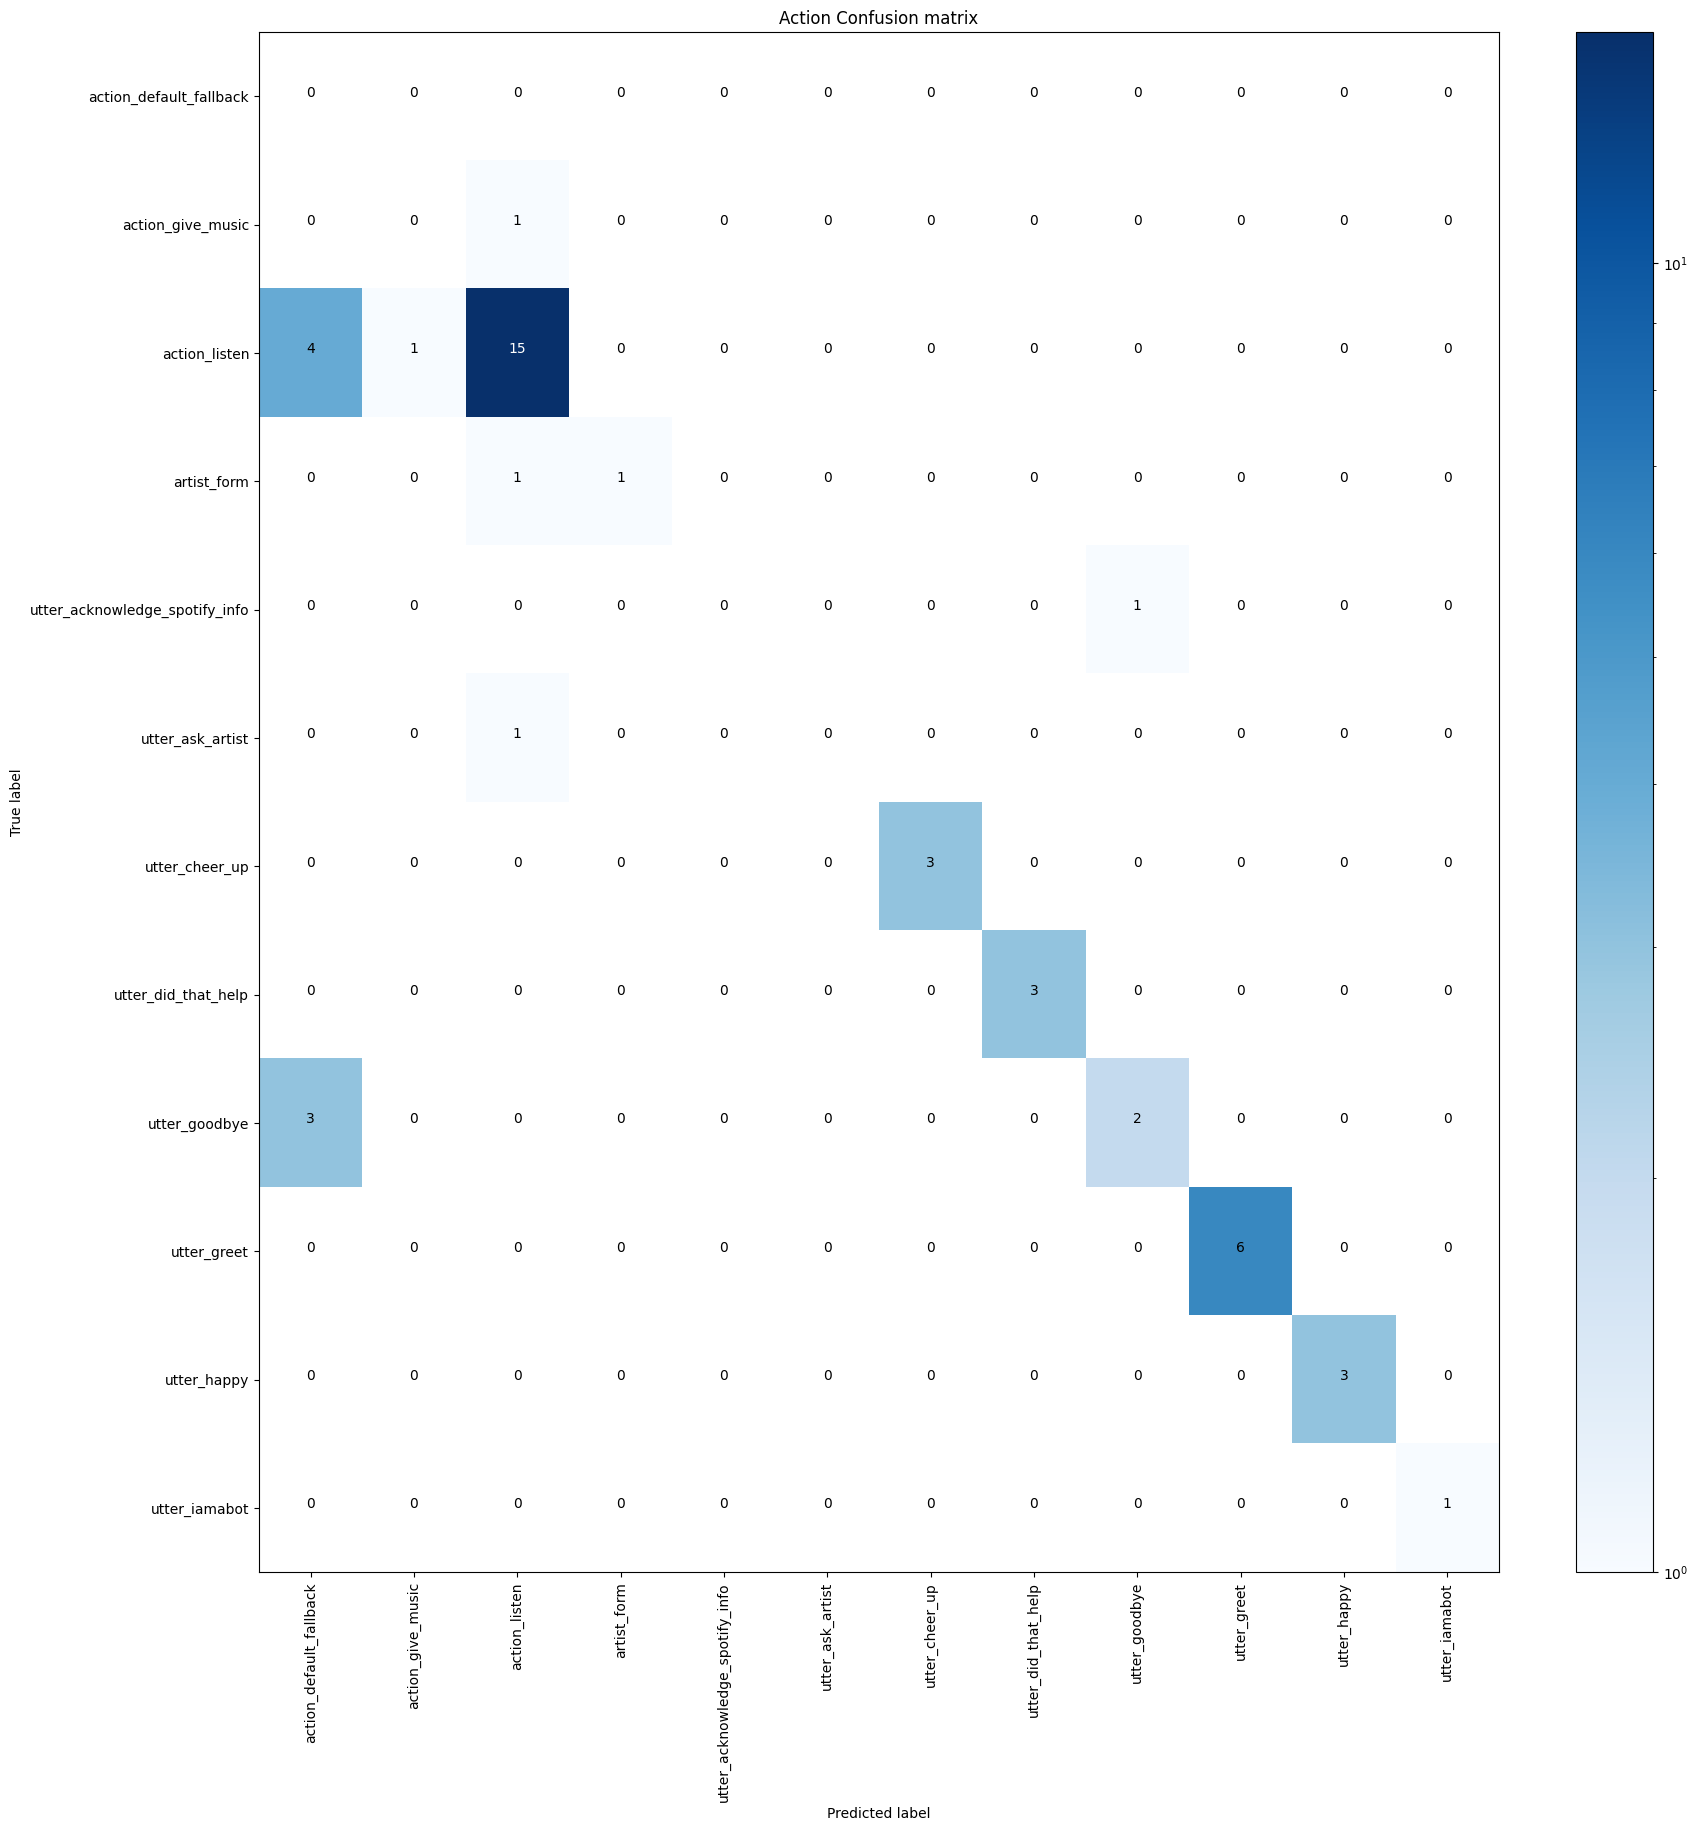 Action Confusion matrix
action_default_fallback 0 0 0 0 0 0 0 0 0 0 0 0
action_give_music 0 0 1 0 0 0 0 0 0 0 0 0
action_listen 4 1 15 0 0 0 0 0 0 0 0 0
artist_form 0 0 1 1 0 0 0 0 0 0 0 0
utter_acknowledge_spotify_info 0 0 0 0 0 0 0 0 1 0 0 0
utter_ask_artist 0 0 1 0 0 0 0 0 0 0 0 0
utter_cheer_up 0 0 0 0 0 0 3 0 0 0 0 0
utter_did_that_help 0 0 0 0 0 0 0 3 0 0 0 0
utter_goodbye 3 0 0 0 0 0 0 0 2 0 0 0
utter_greet 0 0 0 0 0 0 0 0 0 6 0 0
utter_happy 0 0 0 0 0 0 0 0 0 0 3 0
utter_iamabot 0 0 0 0 0 0 0 0 0 0 0 1
True label
action_default_fallback
action_give_music
action_listen
artist_form
utter_acknowledge_spotify_info
utter_ask_artist
utter_cheer_up
utter_did_that_help
utter_goodbye
utter_greet
utter_happy
utter_iamabot
Predicted label
10¹
10⁰